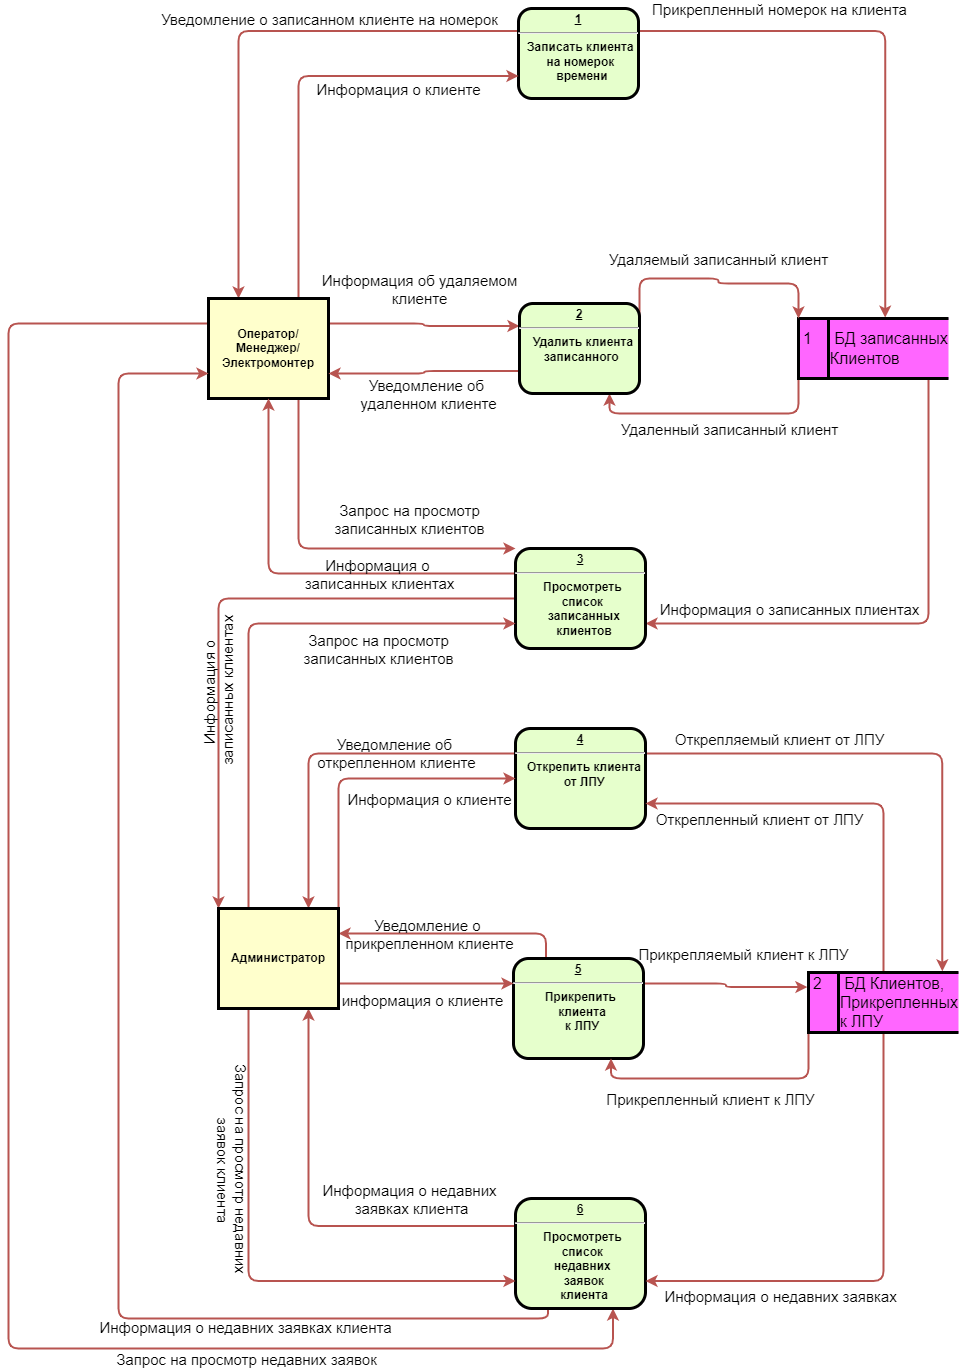 Уведомление о записанном клиенте на номерок
1
Записать клиента
на номерок
времени
Прикрепленный номерок на клиента
Информация о клиенте
Удаляемый записанный клиент
Информация об удаляемом
клиенте
Оператор/
Менеджер/
Электромонтер
2
Удалить клиента
записанного
1
БД записанных
Клиентов
Уведомление об
удаленном клиенте
Удаленный записанный клиент
Запрос на просмотр
записанных клиентов
Информация о
записанных клиентах
3
Просмотреть
список
записанных
клиентов
Информация о записанных плиентах
Информация о
записанных клиентах
Запрос на просмотр
записанных клиентов
Уведомление об
открепленном клиенте
4
Открепить клиента
от ЛПУ
Открепляемый клиент от ЛПУ
Информация о клиенте
Открепленный клиент от ЛПУ
Администратор
Уведомление о
прикрепленном клиенте
информация о клиенте
5
Прикрепить
клиента
к ЛПУ
Прикрепляемый клиент к ЛПУ
2
БД Клиентов,
Прикрепленных
к ЛПУ
Прикрепленный клиент к ЛПУ
Запрос на просмотр недавних
заявок клиента
Информация о недавних
заявках клиента
6
Просмотреть
список
недавних
заявок
клиента
Информация о недавних заявках
Информация о недавних заявках клиента
Запрос на просмотр недавних заявок